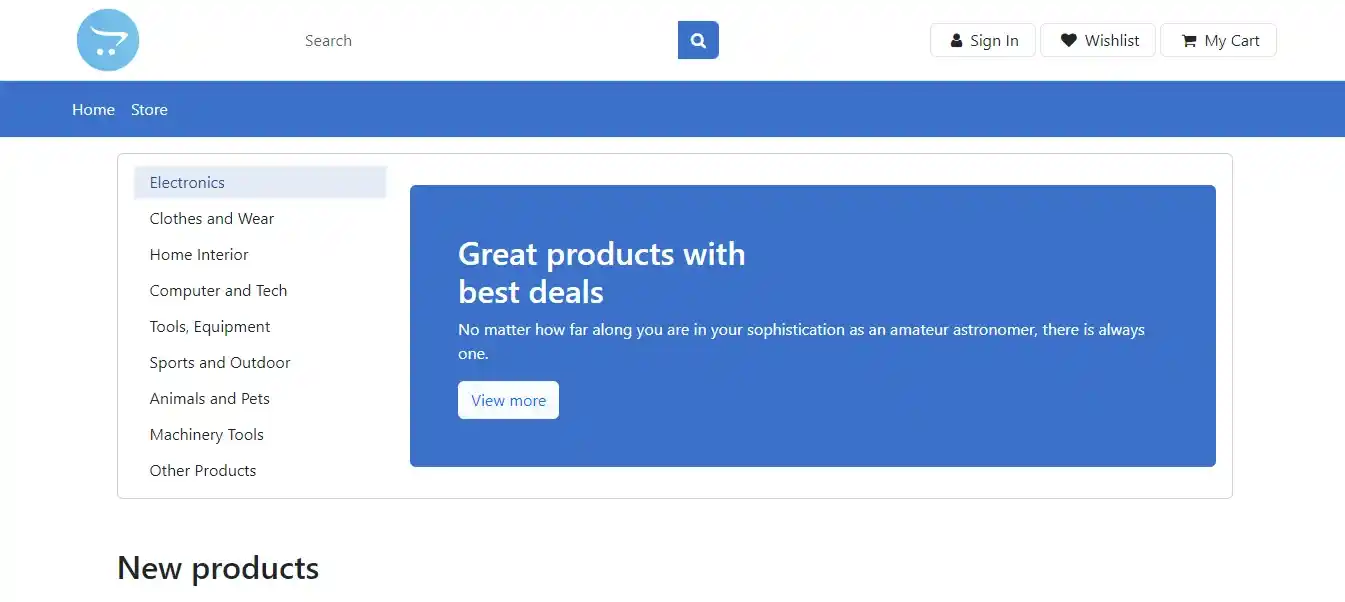 Search
Sign In
Wishlist
My Cart
Home
Store
Electronics
Clothes and Wear
Home Interior
Computer and Tech
Tools, Equipment
Sports and Outdoor
Animals and Pets
Machinery Tools
Other Products
Great products with
best deals
No matter how far along you are in your sophistication as an amateur astronomer, there is always
one.
View more
New products